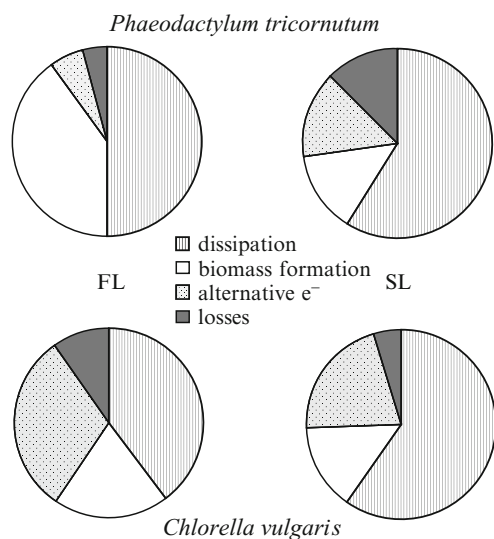 Phaeodactylum tricornutum
dissipation
biomass formation
FL
alternative e⁻
SL
losses
Chlorella vulgaris